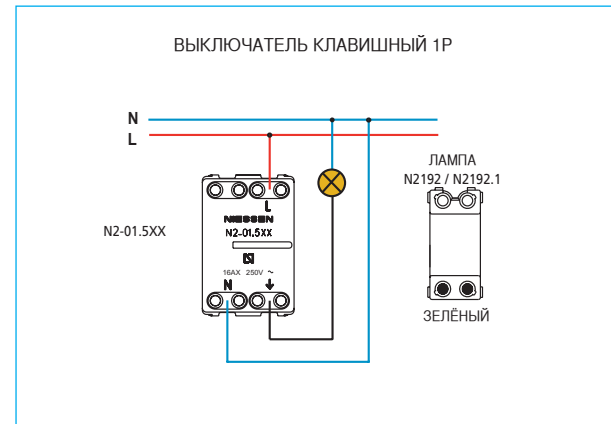 ВЫКЛЮЧАТЕЛЬ КЛАВИШНЫЙ 1P
N
L
ЛАМПА
N2192 / N2192.1
N2-01.5XX
L
NIESSEN
N2-01.5XX
16AX 250V ~
N
ЗЕЛЁНЫЙ